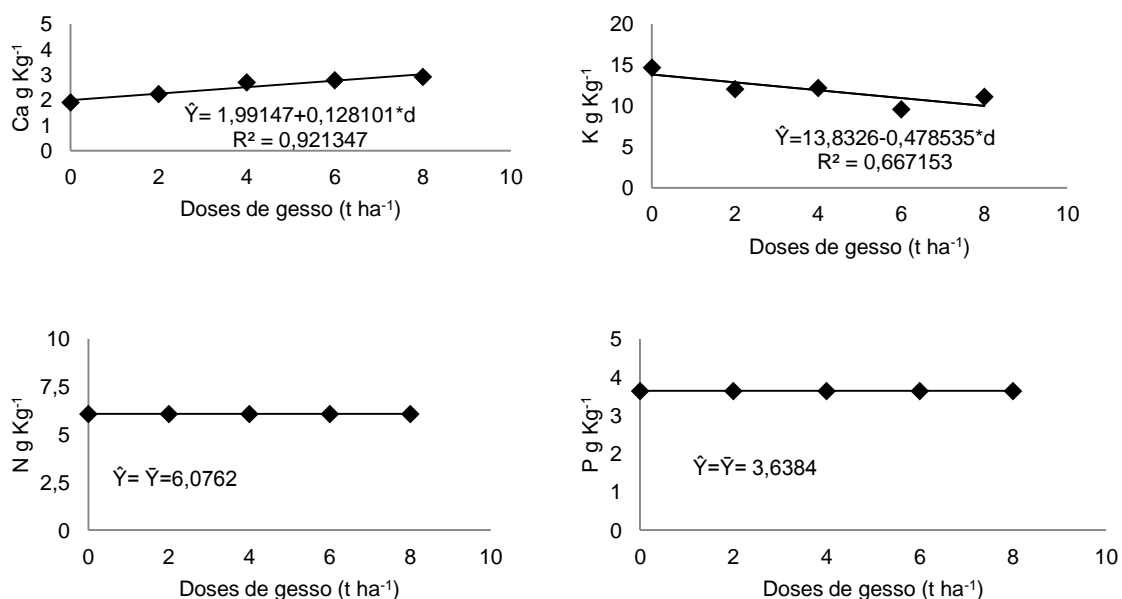 5
4
3
2
1
0
Ca g Kg⁻¹
Ŷ= 1,99147+0,128101*d
R² = 0,921347
0 2 4 6 8 10
Doses de gesso (t ha⁻¹)
20
15
10
5
0
K g Kg⁻¹
Ŷ=13,8326-0,478535*d
R² = 0,667153
0 2 4 6 8 10
Doses de gesso (t ha⁻¹)
10
7,5
5
2,5
0
N g Kg⁻¹
Ŷ= Ȳ=6,0762
0 2 4 6 8 10
Doses de gesso (t ha⁻¹)
5
4
3
2
1
0
P g Kg⁻¹
Ŷ=Ȳ= 3,6384
0 2 4 6 8 10
Doses de gesso (t ha⁻¹)